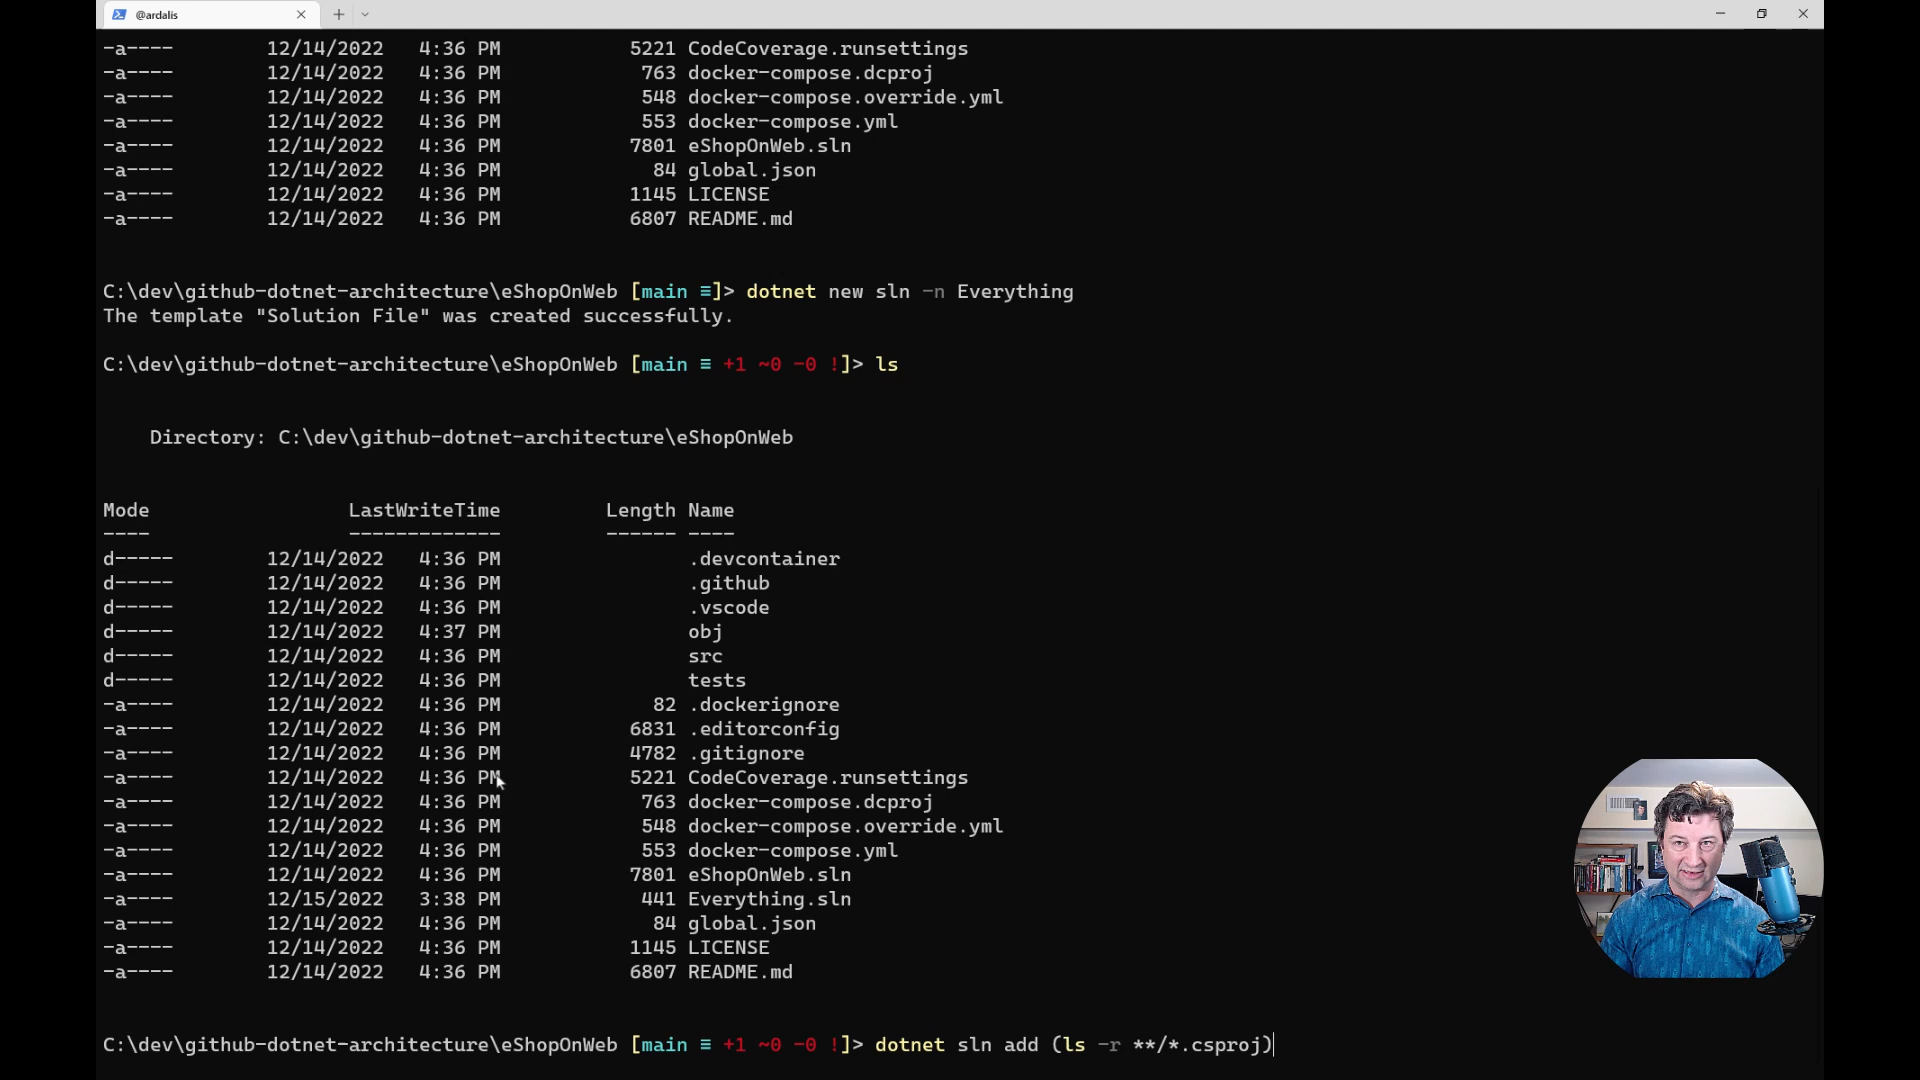 @ardalis
-a---- 12/14/2022 4:36 PM 5221 CodeCoverage.runsettings
-a---- 12/14/2022 4:36 PM 763 docker-compose.dcproj
-a---- 12/14/2022 4:36 PM 548 docker-compose.override.yml
-a---- 12/14/2022 4:36 PM 553 docker-compose.yml
-a---- 12/14/2022 4:36 PM 7801 eShopOnWeb.sln
-a---- 12/14/2022 4:36 PM 84 global.json
-a---- 12/14/2022 4:36 PM 1145 LICENSE
-a---- 12/14/2022 4:36 PM 6807 README.md
C:\dev\github-dotnet-architecture\eShopOnWeb [main ≡]> dotnet new sln -n Everything
The template "Solution File" was created successfully.
C:\dev\github-dotnet-architecture\eShopOnWeb [main ≡ +1 ~0 -0 !]> ls
Directory: C:\dev\github-dotnet-architecture\eShopOnWeb
Mode LastWriteTime Length Name
---- ------------- ------ ----
d----- 12/14/2022 4:36 PM .devcontainer
d----- 12/14/2022 4:36 PM .github
d----- 12/14/2022 4:36 PM .vscode
d----- 12/14/2022 4:37 PM obj
d----- 12/14/2022 4:36 PM src
d----- 12/14/2022 4:36 PM tests
-a---- 12/14/2022 4:36 PM 82 .dockerignore
-a---- 12/14/2022 4:36 PM 6831 .editorconfig
-a---- 12/14/2022 4:36 PM 4782 .gitignore
-a---- 12/14/2022 4:36 PM 5221 CodeCoverage.runsettings
-a---- 12/14/2022 4:36 PM 763 docker-compose.dcproj
-a---- 12/14/2022 4:36 PM 548 docker-compose.override.yml
-a---- 12/14/2022 4:36 PM 553 docker-compose.yml
-a---- 12/14/2022 4:36 PM 7801 eShopOnWeb.sln
-a---- 12/15/2022 3:38 PM 441 Everything.sln
-a---- 12/14/2022 4:36 PM 84 global.json
-a---- 12/14/2022 4:36 PM 1145 LICENSE
-a---- 12/14/2022 4:36 PM 6807 README.md
C:\dev\github-dotnet-architecture\eShopOnWeb [main ≡ +1 ~0 -0 !]> dotnet sln add (ls -r **/*.csproj)